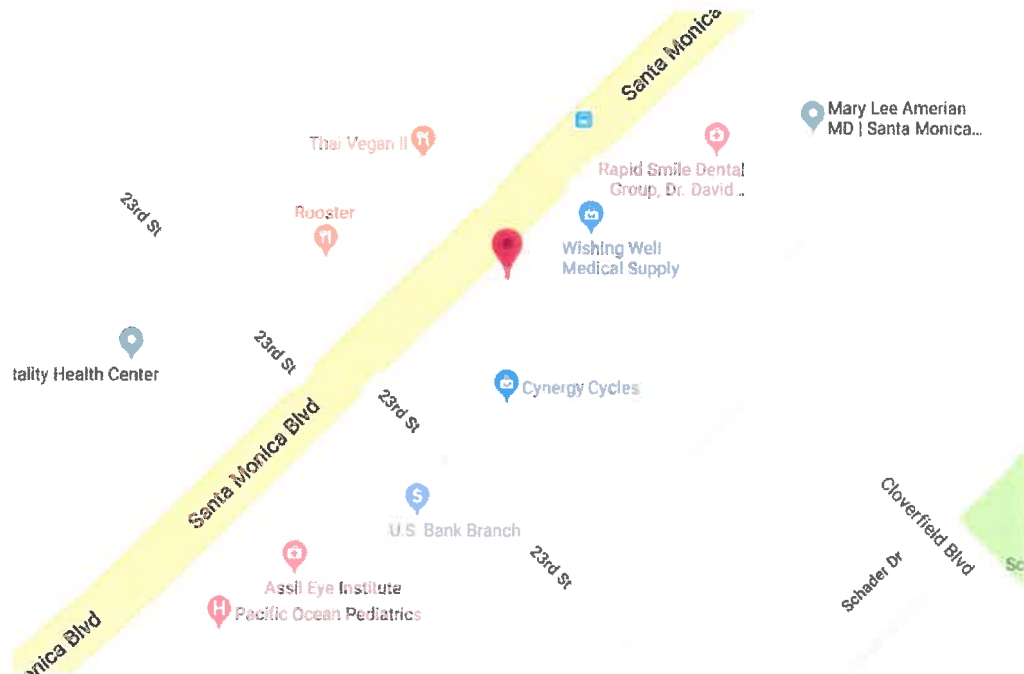 Santa Monica
Mary Lee Amerian
MD | Santa Monica...
Thai Vegan II
Rapid Smile Dental
Group, Dr. David...
23rd St
Rooster
Wishing Well
Medical Supply
23rd St
tality Health Center
Cynergy Cycles
23rd St
Santa Monica Blvd
$
U.S. Bank Branch
Cloverfield Blvd
23rd St
Schader Dr
Sc
Assil Eye Institute
H
Pacific Ocean Pediatrics
onica Blvd